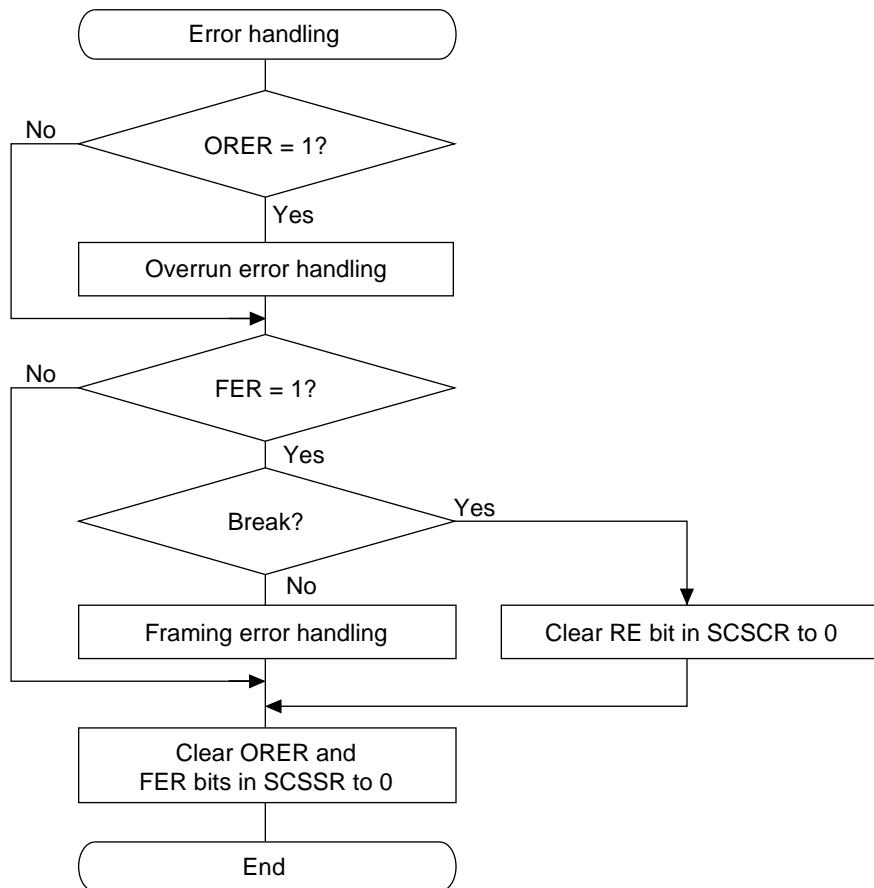 Error handling
No
ORER = 1?
Yes
Overrun error handling
No
FER = 1?
Yes
Break?
Yes
No
Framing error handling
Clear RE bit in SCSCR to 0
Clear ORER and
FER bits in SCSSR to 0
End